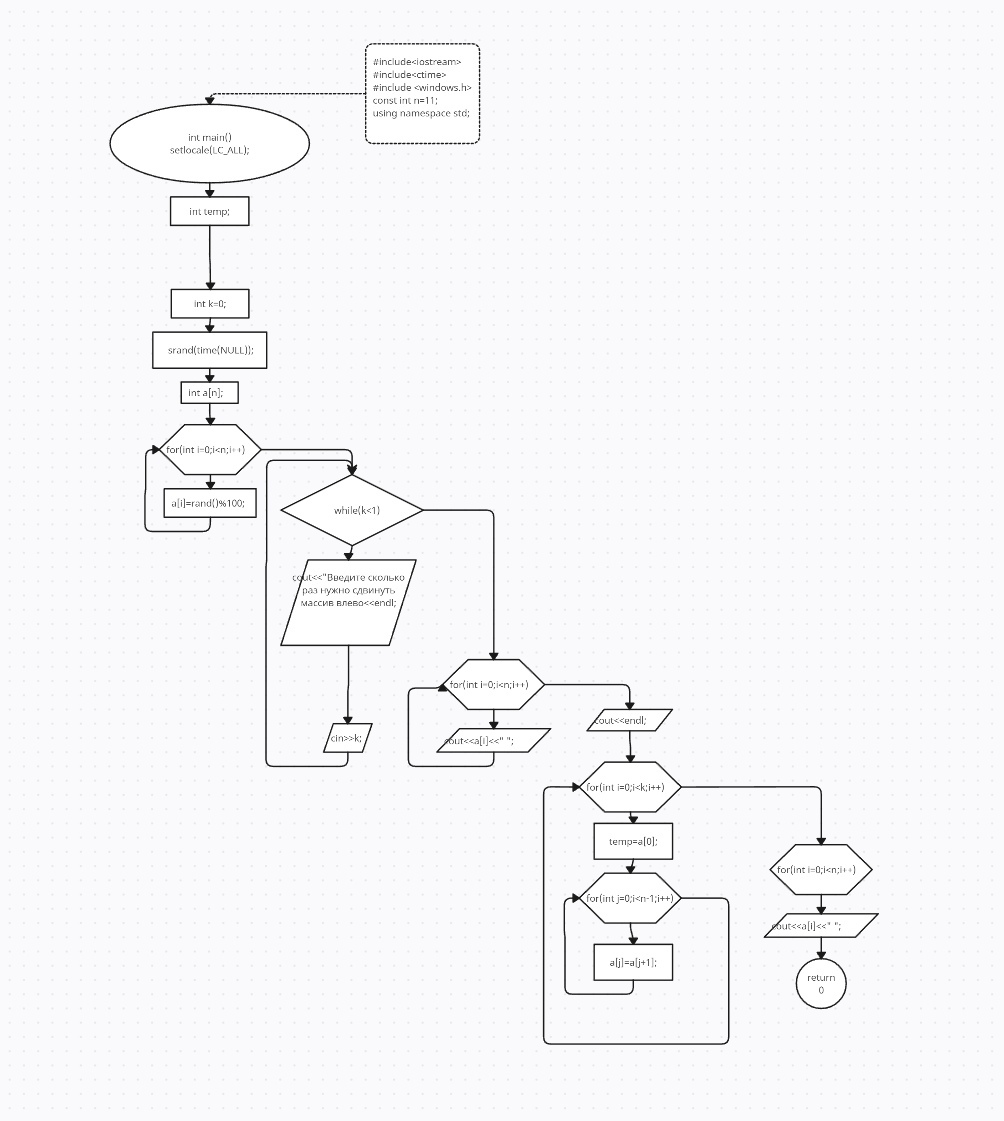 #include<iostream>
#include<ctime>
#include <windows.h>
const int n=11;
using namespace std;
int main()
setlocale(LC_ALL);
int temp;
int k=0;
srand(time(NULL));
int a[n];
for(int i=0;i<n;i++)
a[i]=rand()%100;
while(k<1)
cout<<"Введите сколько
раз нужно сдвинуть
массив влево<<endl;
cin>>k;
for(int i=0;i<n;i++)
cout<<a[i]<<" ";
cout<<endl;
for(int i=0;i<k;i++)
temp=a[0];
for(int j=0;i<n-1;i++)
a[j]=a[j+1];
for(int i=0;i<n;i++)
cout<<a[i]<<" ";
return
0